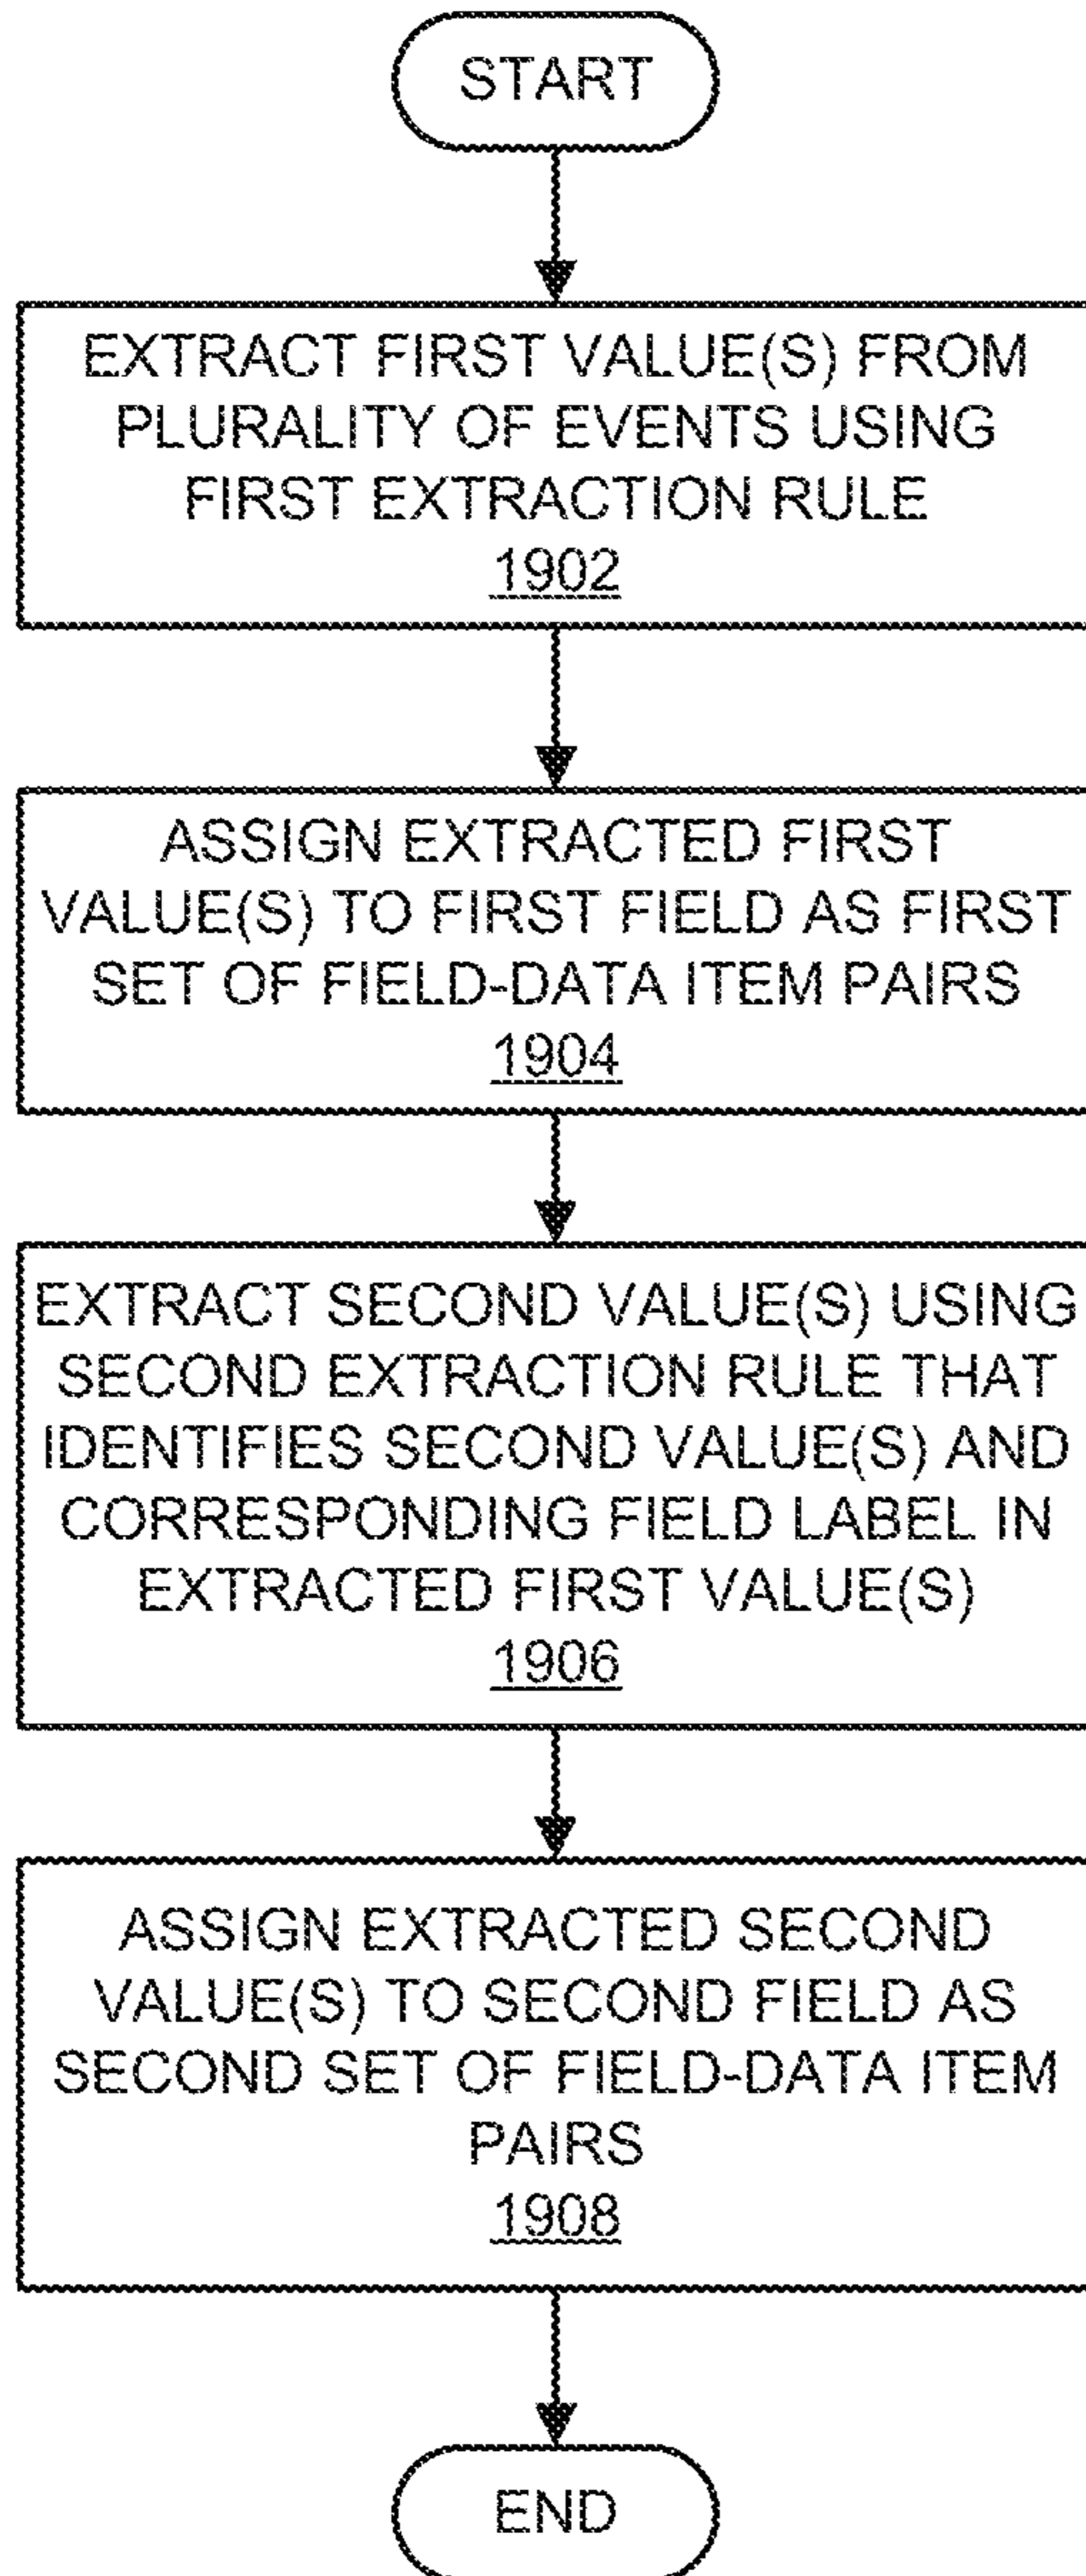 START
EXTRACT FIRST VALUE(S) FROM
PLURALITY OF EVENTS USING
FIRST EXTRACTION RULE
1902
ASSIGN EXTRACTED FIRST
VALUE(S) TO FIRST FIELD AS FIRST
SET OF FIELD-DATA ITEM PAIRS
1904
EXTRACT SECOND VALUE(S) USING
SECOND EXTRACTION RULE THAT
IDENTIFIES SECOND VALUE(S) AND
CORRESPONDING FIELD LABEL IN
EXTRACTED FIRST VALUE(S)
1906
ASSIGN EXTRACTED SECOND
VALUE(S) TO SECOND FIELD AS
SECOND SET OF FIELD-DATA ITEM
PAIRS
1908
END